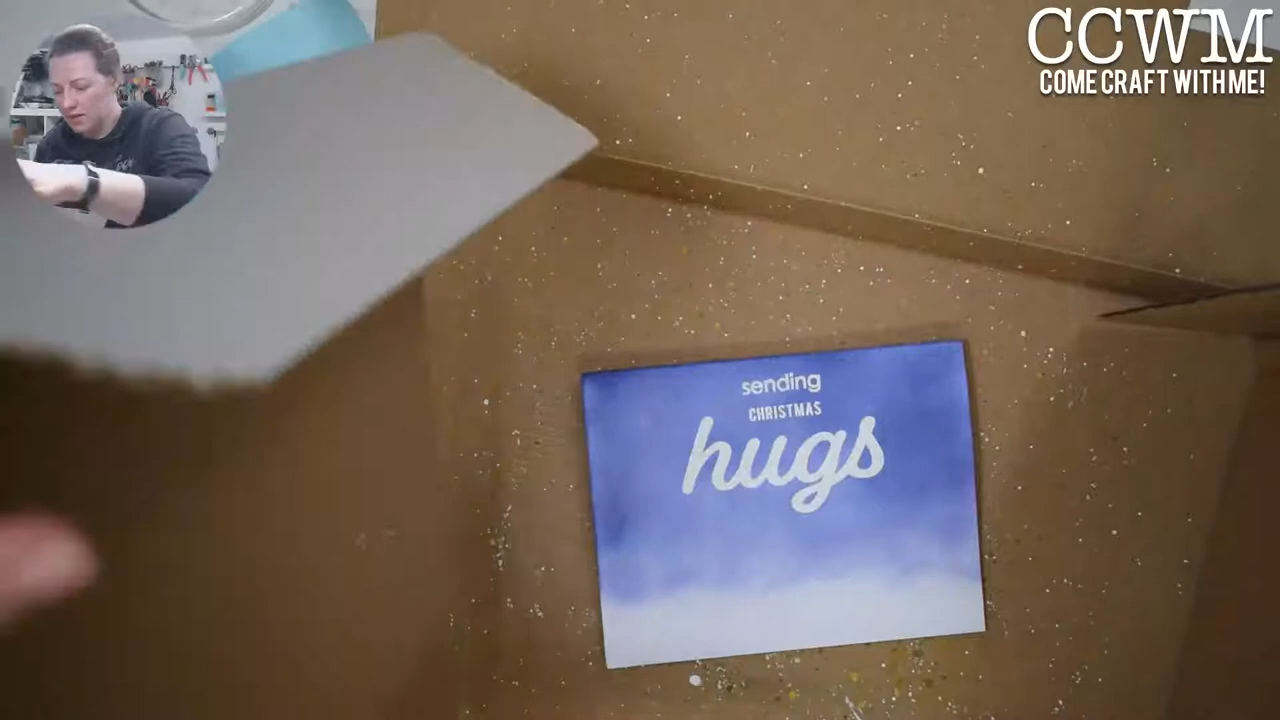 CCWM
COME CRAFT WITH ME!
sending
CHRISTMAS
hugs